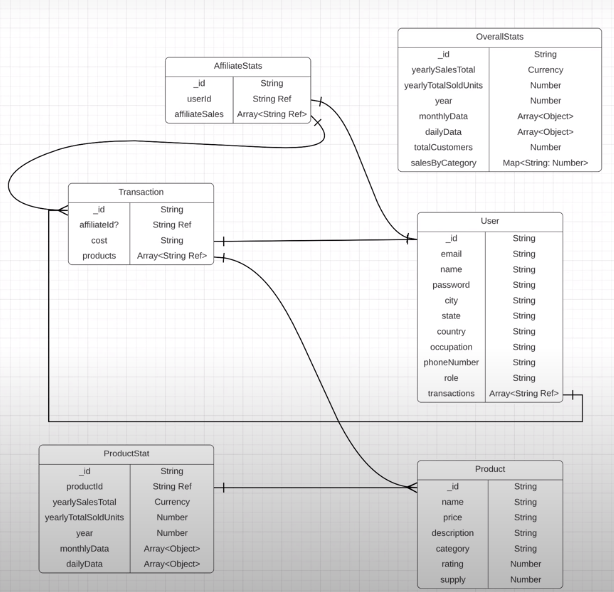 OverallStats
_id String
yearlySalesTotal Currency
yearlyTotalSoldUnits Number
year Number
monthlyData Array<Object>
dailyData Array<Object>
totalCustomers Number
salesByCategory Map<String: Number>
AffiliateStats
_id String
userId String Ref
affiliateSales Array<String Ref>
Transaction
_id String
affiliateId? String Ref
cost String
products Array<String Ref>
User
_id String
email String
name String
password String
city String
state String
country String
occupation String
phoneNumber String
role String
transactions Array<String Ref>
ProductStat
_id String
productId String Ref
yearlySalesTotal Currency
yearlyTotalSoldUnits Number
year Number
monthlyData Array<Object>
dailyData Array<Object>
Product
_id String
name String
price String
description String
category String
rating Number
supply Number